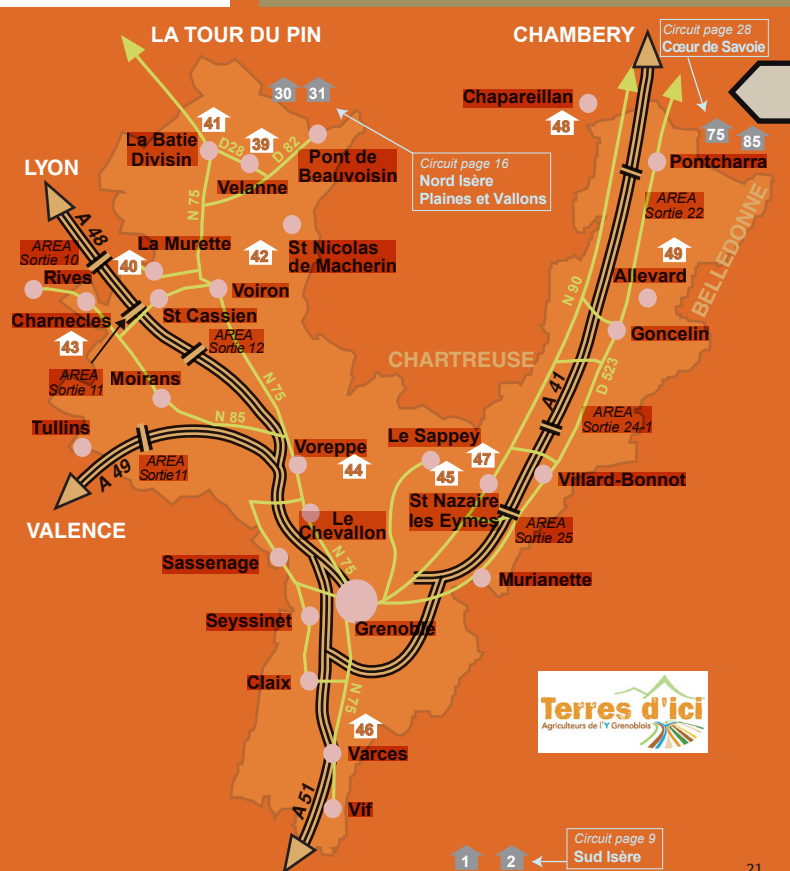 LA TOUR DU PIN
CHAMBERY
Circuit page 28
Cœur de Savoie
30
31
Chapareillan
48
75
85
41
La Batie
Divisin
D28
39
D 82
Velanne
Pont de
Beauvoisin
Circuit page 16
Nord Isère
Plaines et Vallons
Pontcharra
LYON
A 48
N 75
AREA
Sortie 22
BELLEDONNE
AREA
Sortie 10
La Murette
40
42
St Nicolas
de Macherin
49
Allevard
Rives
Voiron
N 90
Charnecles
St Cassien
43
AREA
Sortie 12
Goncelin
CHARTREUSE
AREA
Sortie 11
Moirans
N 75
A 41
D 523
N 85
AREA
Sortie 24-1
Tullins
Voreppe
44
Le Sappey
45
47
AREA
Sortie11
A 49
Villard-Bonnot
St Nazaire
les Eymes
VALENCE
Le
Chevallon
AREA
Sortie 25
N 75
Sassenage
Murianette
Seyssinet
Grenoble
Claix
N 75
46
Terres d'ici
Agriculteurs de l'Y Grenoblois
Varces
A 51
Vif
1
2
Circuit page 9
Sud Isère
21